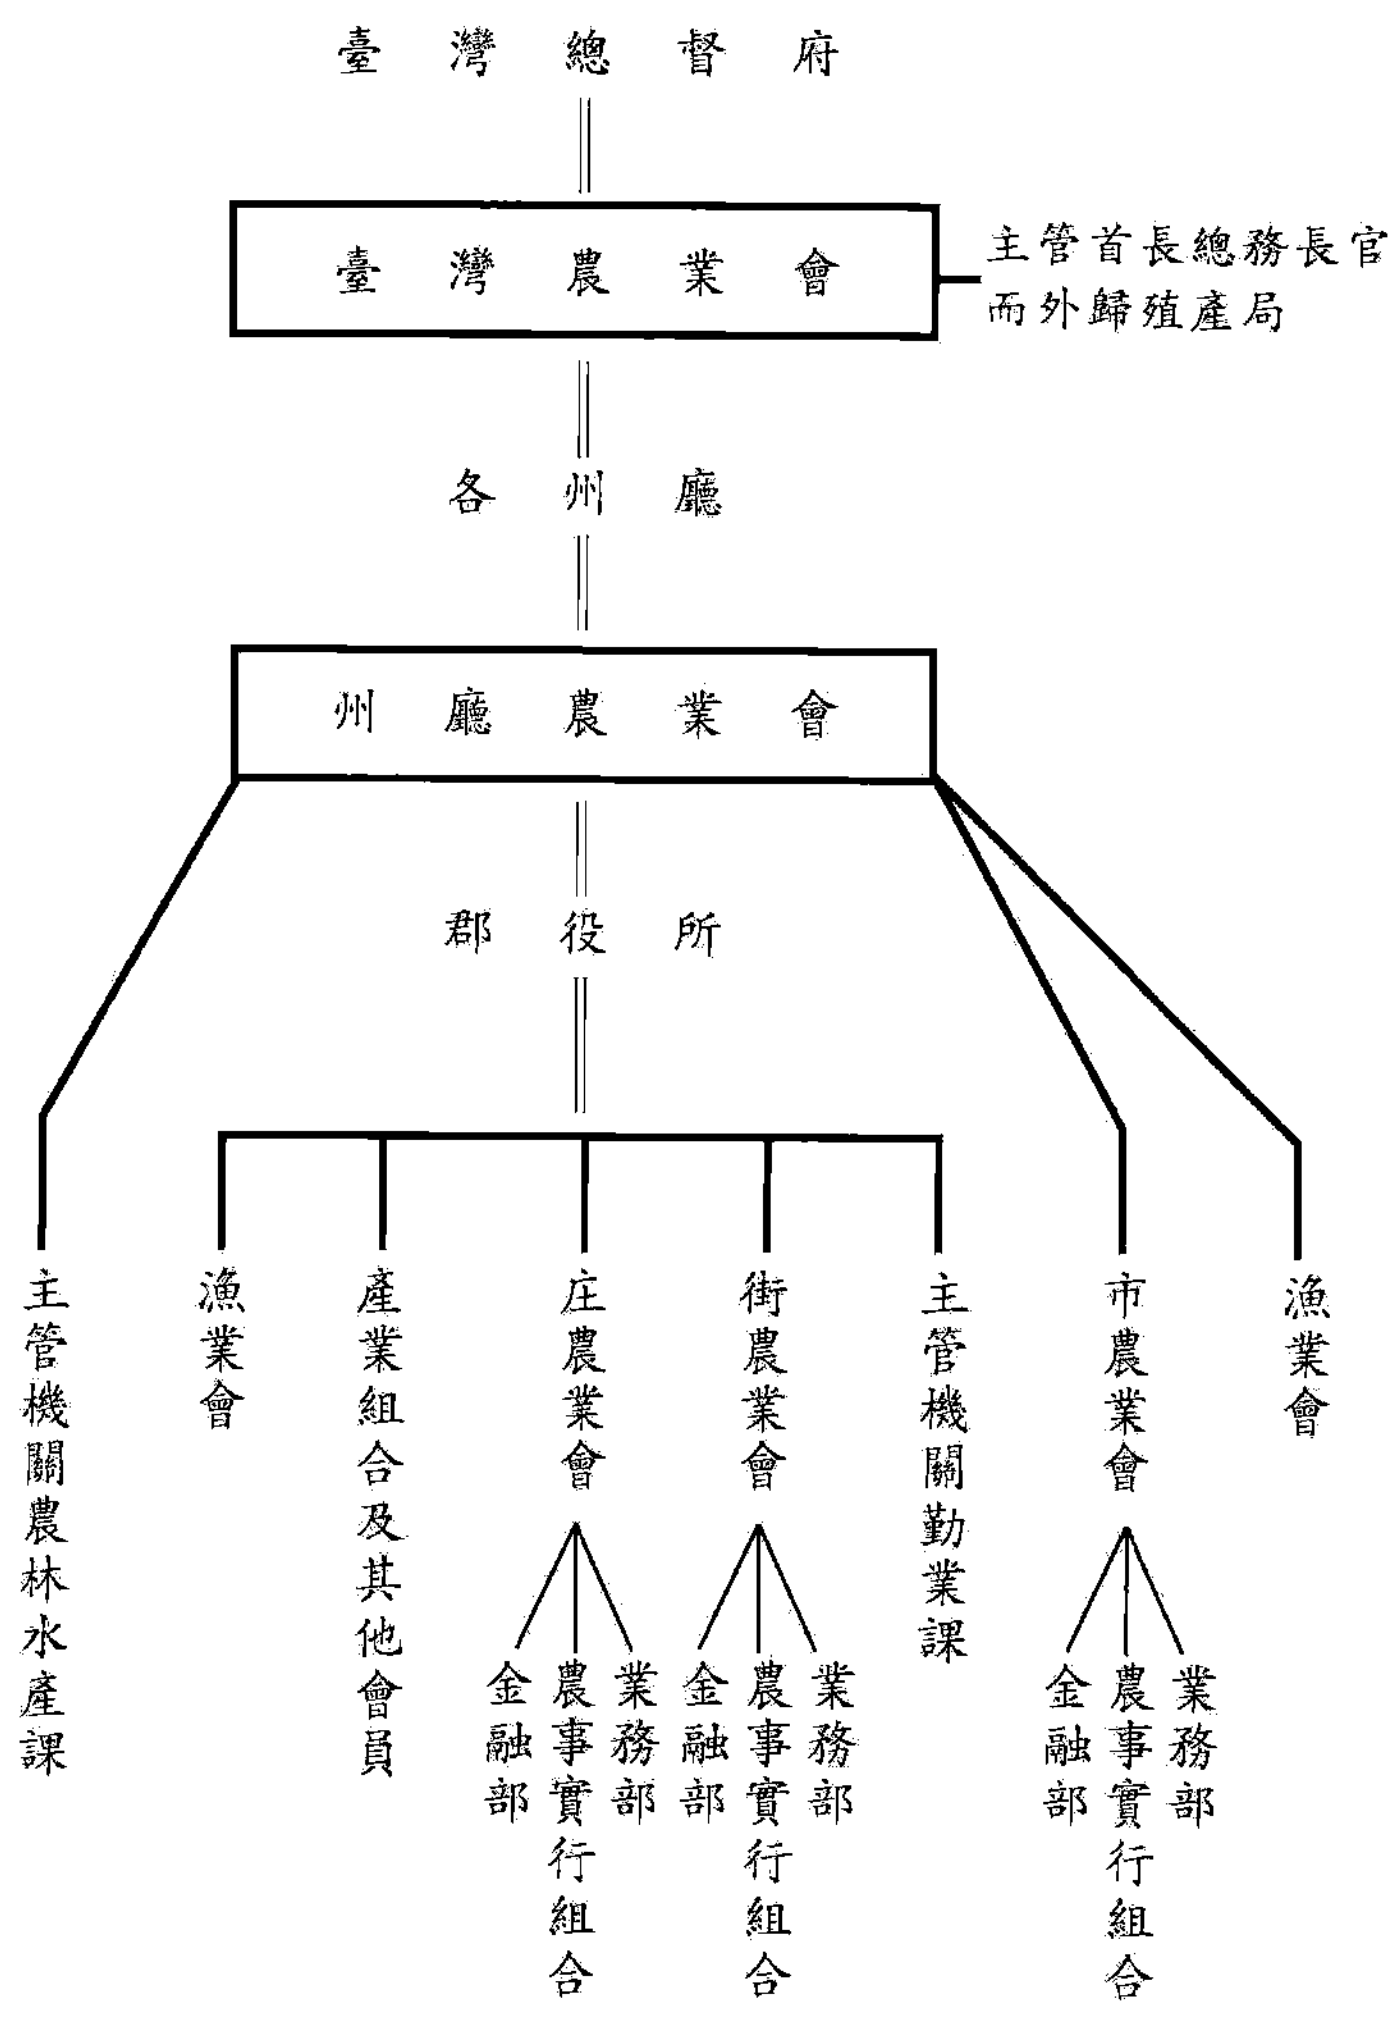 臺灣總督府
臺灣農業會
主管首長總務長官
而外歸殖產局
各州廳
州廳農業會
郡役所
主管機關農林水產課
漁業會
產業組合及其他會員
庄農業會
街農業會
主管機關勤業課
市農業會
漁業會
金融部
農事實行組合
業務部
金融部
農事實行組合
業務部
金融部
農事實行組合
業務部